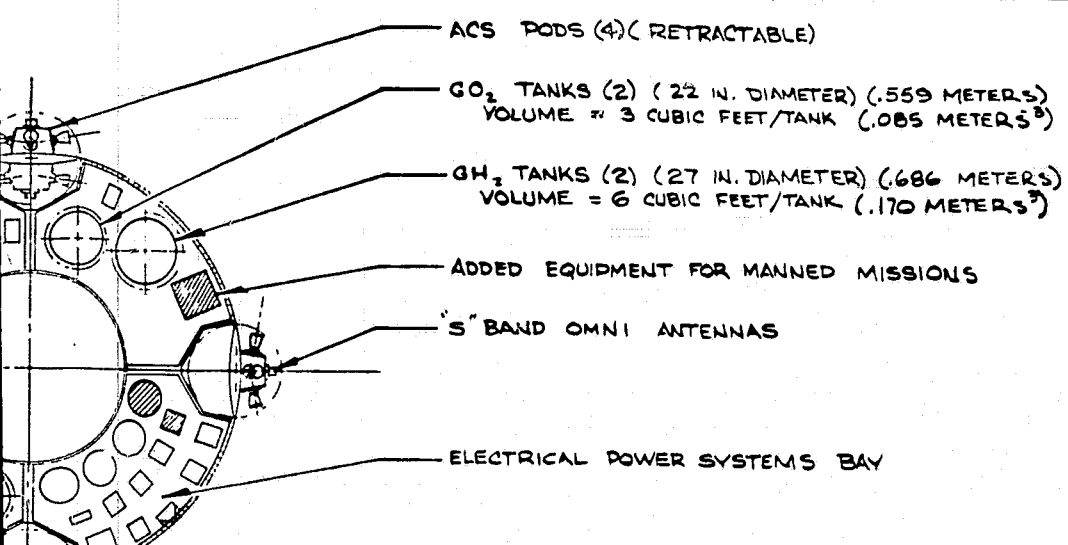 ACS PODS (4)( RETRACTABLE)
GO₂ TANKS (2) (22 IN. DIAMETER) (.559 METERS)
VOLUME ≈ 3 CUBIC FEET/TANK (.085 METERS³)
GH₂ TANKS (2) (27 IN. DIAMETER) (.686 METERS)
VOLUME = 6 CUBIC FEET/TANK (.170 METERS³)
ADDED EQUIPMENT FOR MANNED MISSIONS
"S" BAND OMNI ANTENNAS
ELECTRICAL POWER SYSTEMS BAY